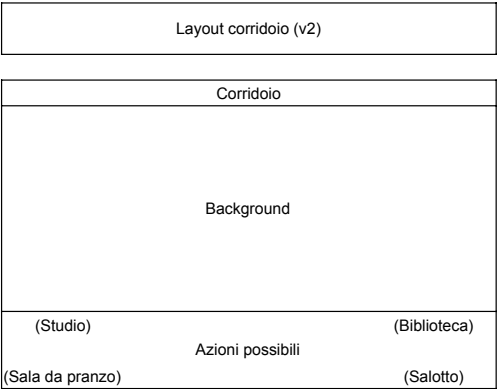 Layout corridoio (v2)
Corridoio
Background
(Studio) (Biblioteca)
Azioni possibili
(Sala da pranzo) (Salotto)